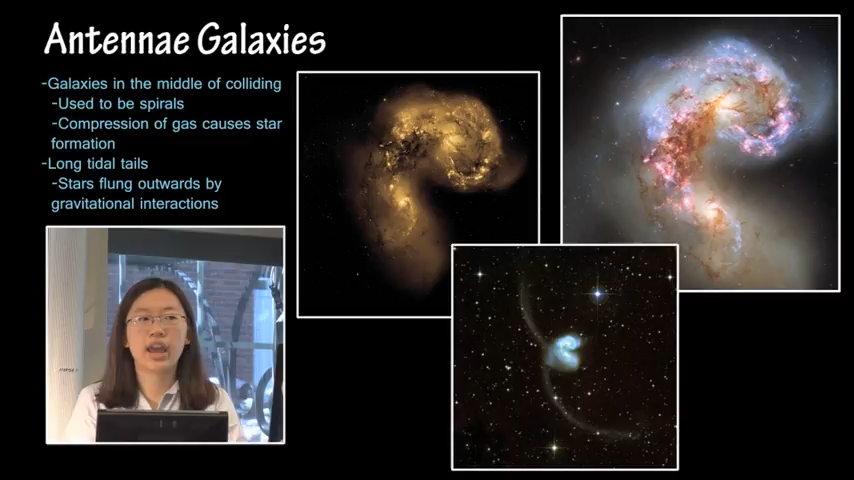 Antennae Galaxies
-Galaxies in the middle of colliding
-Used to be spirals
-Compression of gas causes star
formation
-Long tidal tails
-Stars flung outwards by
gravitational interactions